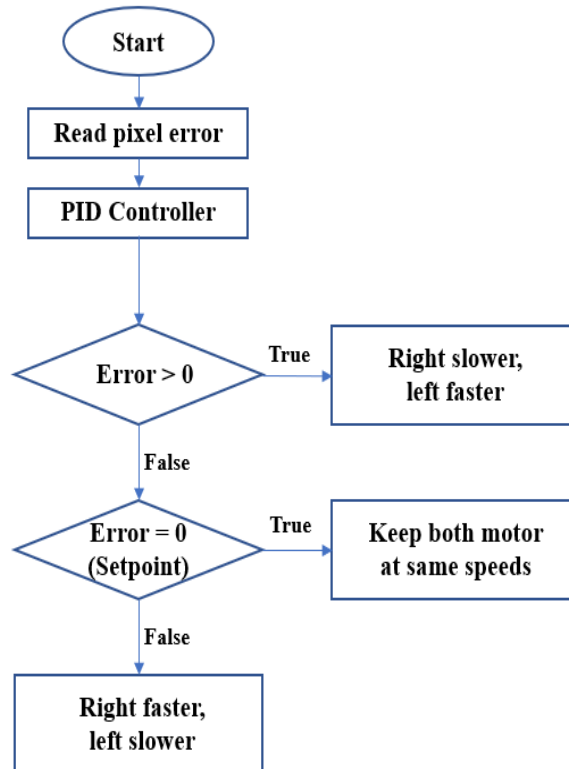 Start
Read pixel error
PID Controller
Error > 0
True
Right slower,
left faster
False
Error = 0
(Setpoint)
True
Keep both motor
at same speeds
False
Right faster,
left slower